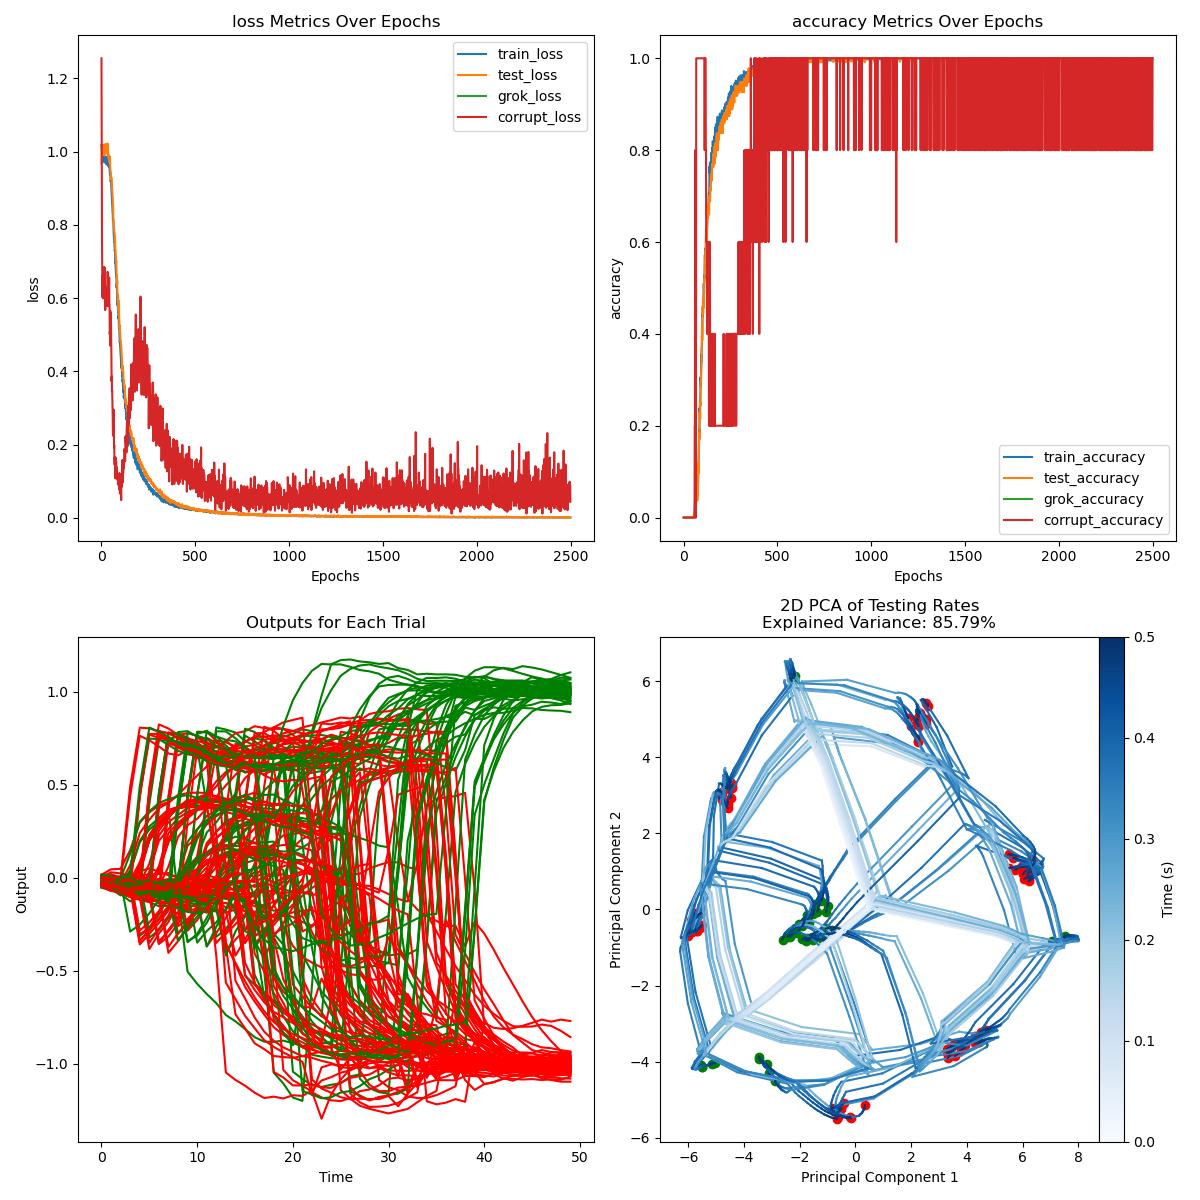 loss Metrics Over Epochs
loss
1.2
1.0
0.8
0.6
0.4
0.2
0.0
train_loss
test_loss
grok_loss
corrupt_loss
0
500
1000
1500
2000
2500
Epochs
accuracy Metrics Over Epochs
accuracy
1.0
0.8
0.6
0.4
0.2
0.0
train_accuracy
test_accuracy
grok_accuracy
corrupt_accuracy
0
500
1000
1500
2000
2500
Epochs
Outputs for Each Trial
Output
1.0
0.5
0.0
−0.5
−1.0
0
10
20
30
40
50
Time
2D PCA of Testing Rates
Explained Variance: 85.79%
Principal Component 2
6
4
2
0
−2
−4
−6
−6
−4
−2
0
2
4
6
8
Principal Component 1
0.5
0.4
0.3
0.2
0.1
0.0
Time (s)